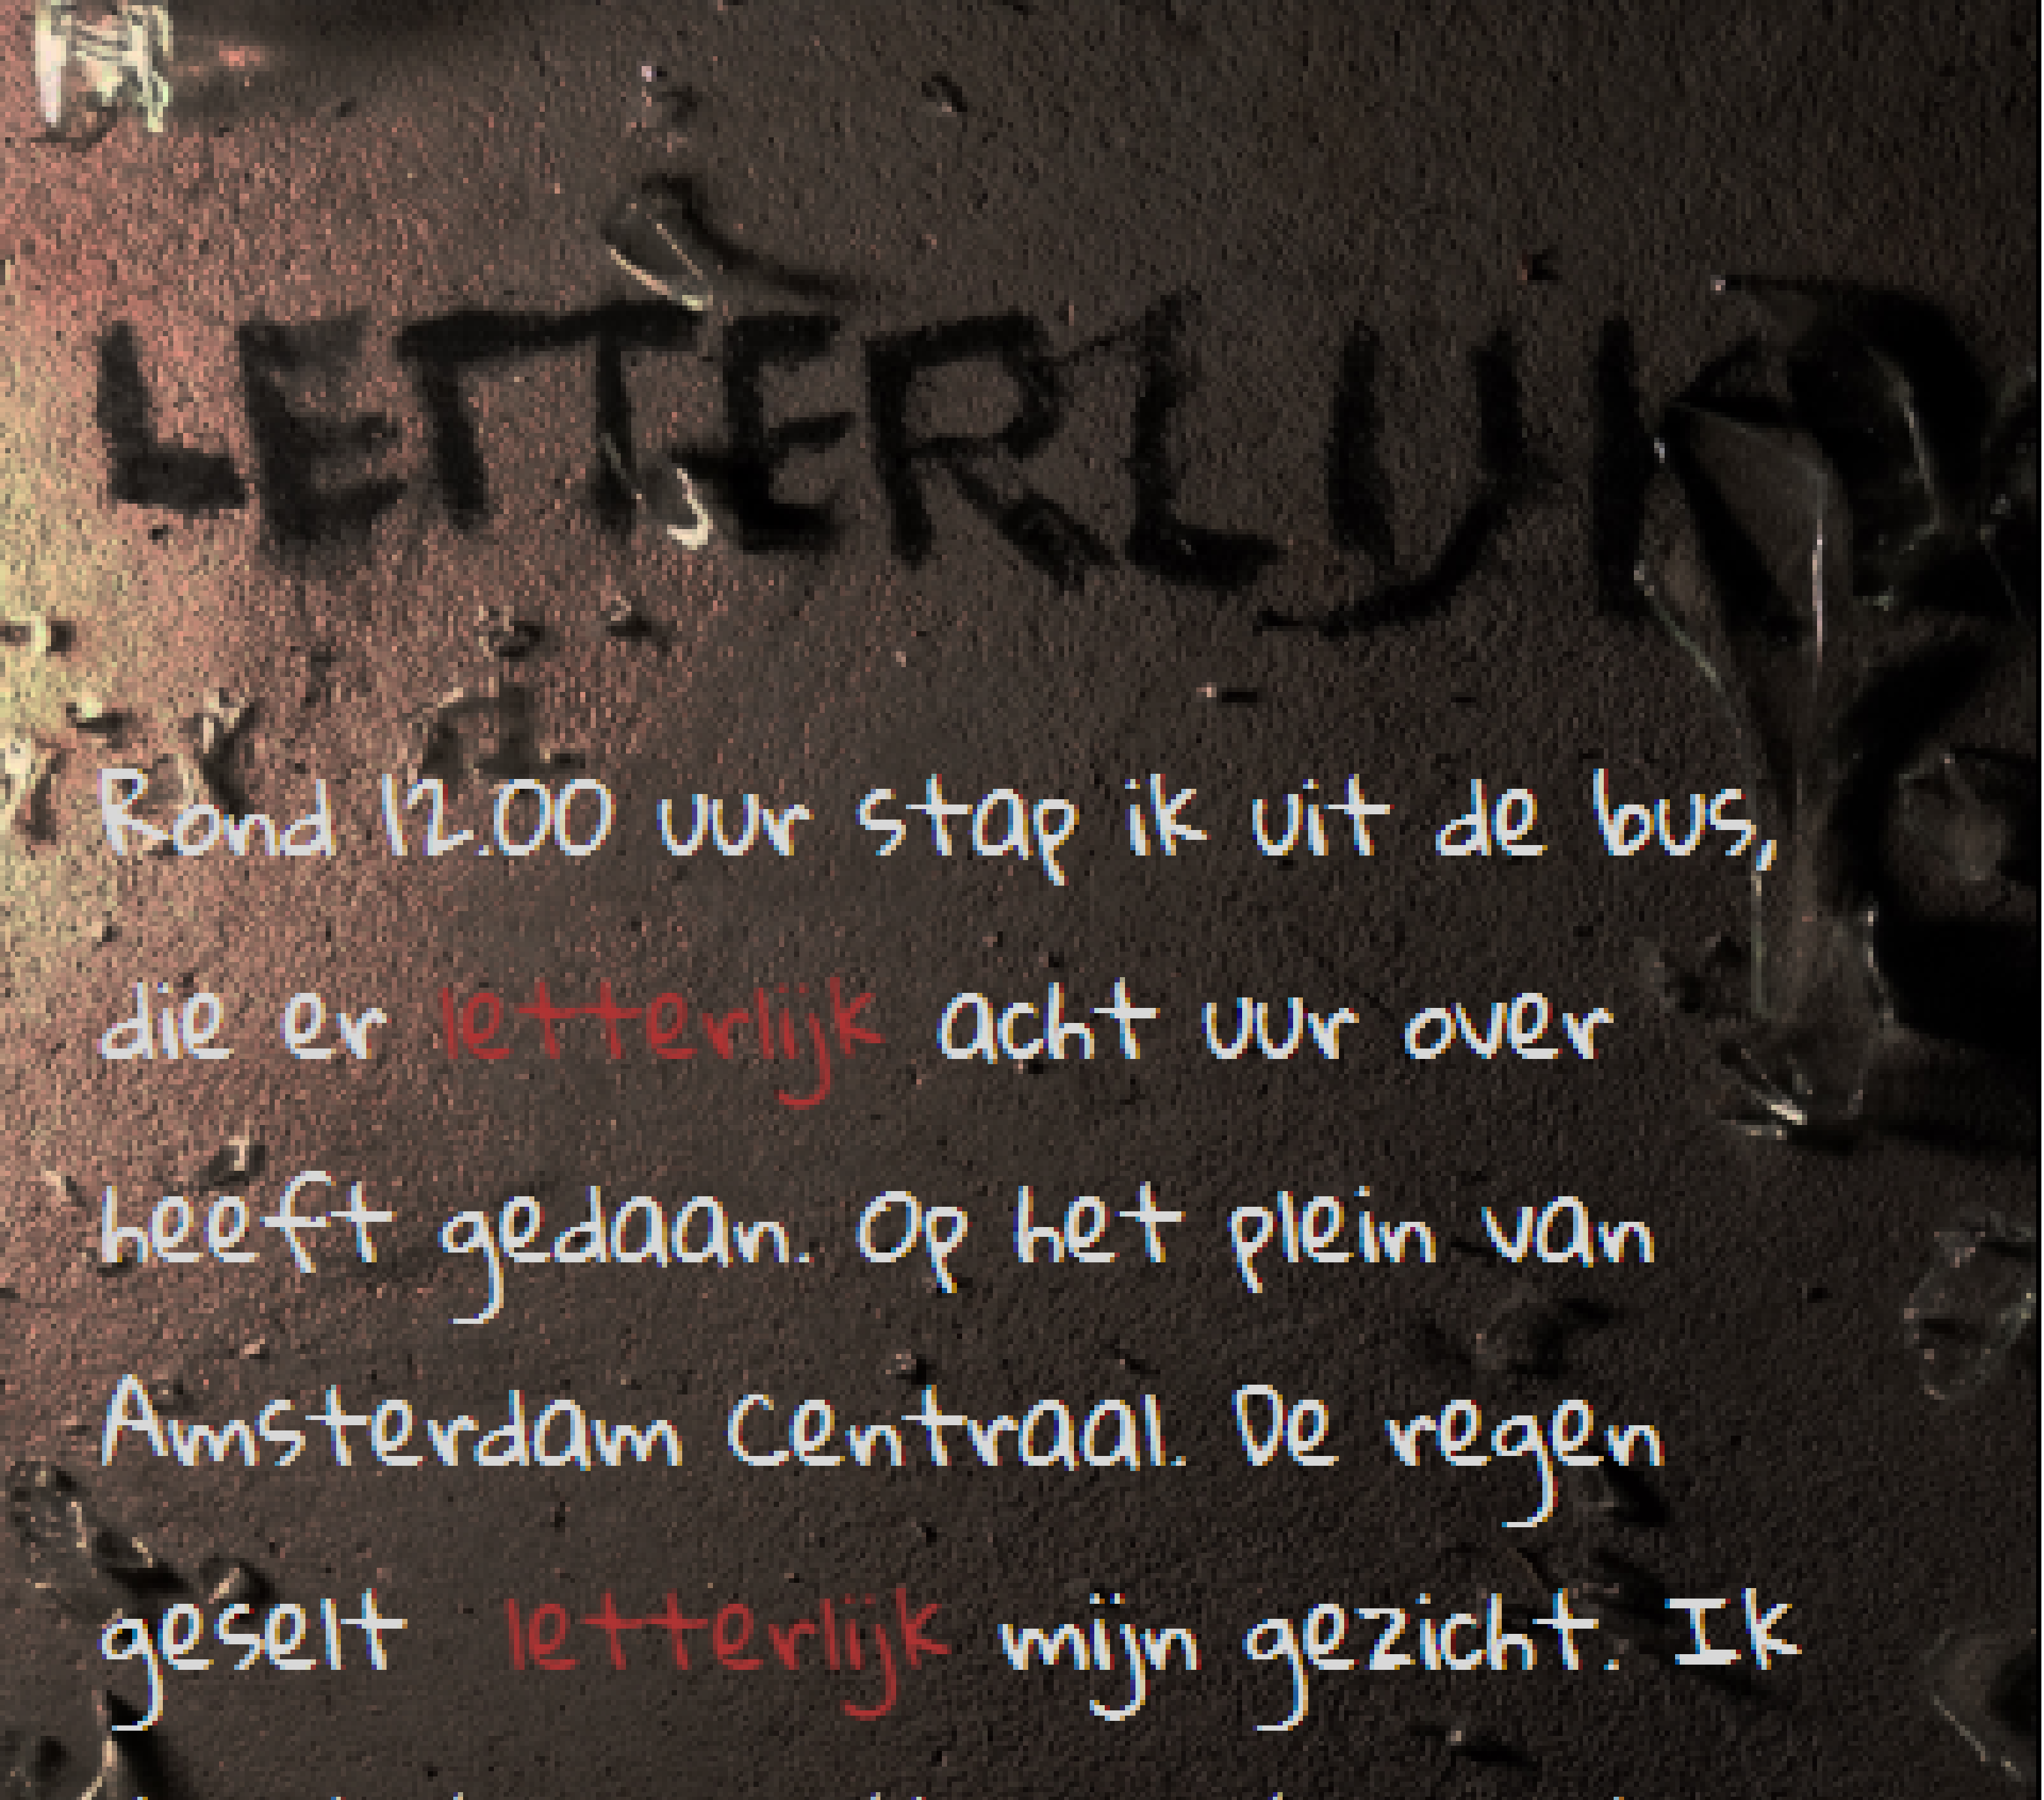 LETTERLIJK
Rond 12.00 uur stap ik uit de bus,
die er letterlijk acht uur over
heeft gedaan. Op het plein van
Amsterdam Centraal. De regen
geselt letterlijk mijn gezicht. Ik